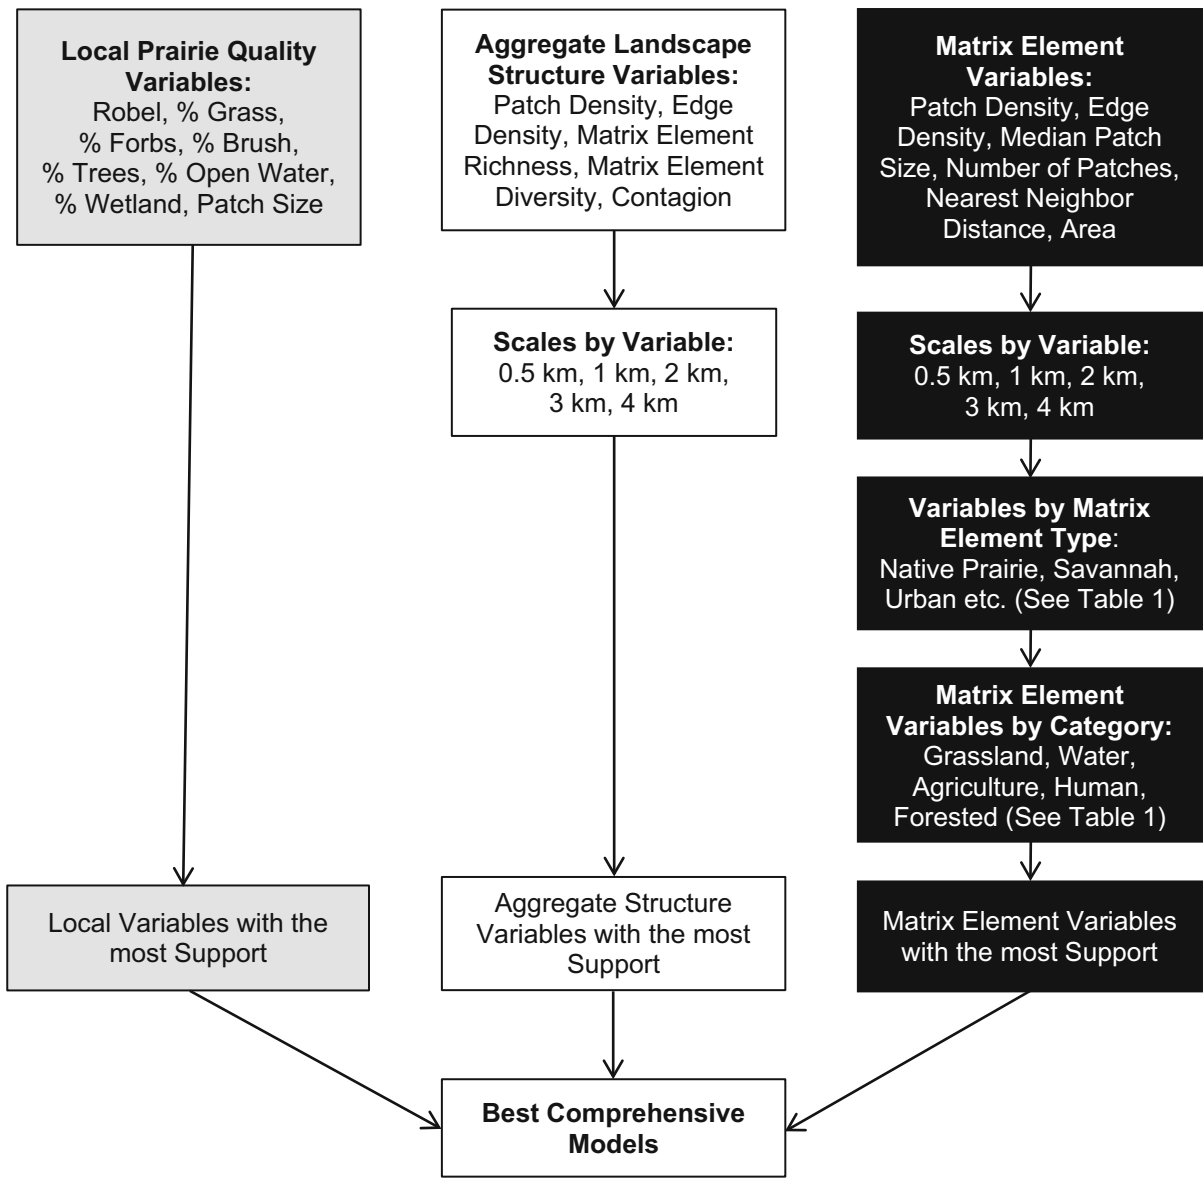 Local Prairie Quality
Variables:
Robel, % Grass,
% Forbs, % Brush,
% Trees, % Open Water,
% Wetland, Patch Size
Aggregate Landscape
Structure Variables:
Patch Density, Edge
Density, Matrix Element
Richness, Matrix Element
Diversity, Contagion
Matrix Element
Variables:
Patch Density, Edge
Density, Median Patch
Size, Number of Patches,
Nearest Neighbor
Distance, Area
Scales by Variable:
0.5 km, 1 km, 2 km,
3 km, 4 km
Scales by Variable:
0.5 km, 1 km, 2 km,
3 km, 4 km
Variables by Matrix
Element Type:
Native Prairie, Savannah,
Urban etc. (See Table 1)
Matrix Element
Variables by Category:
Grassland, Water,
Agriculture, Human,
Forested (See Table 1)
Local Variables with the
most Support
Aggregate Structure
Variables with the most
Support
Matrix Element Variables
with the most Support
Best Comprehensive
Models